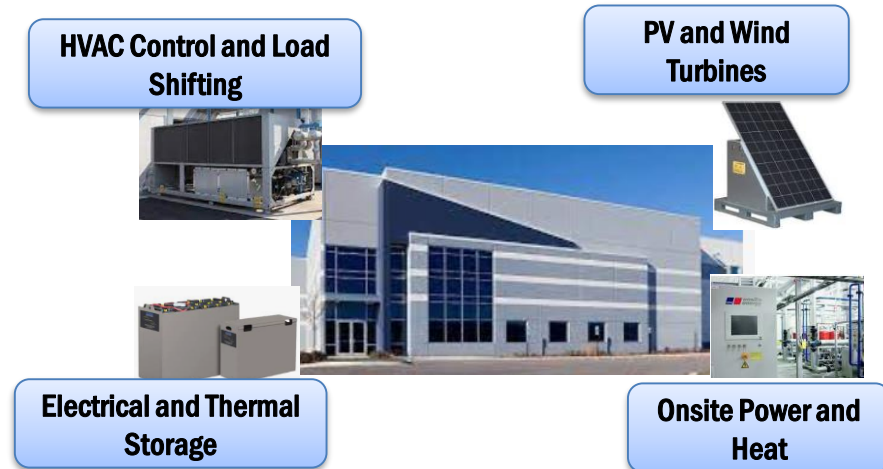 HVAC Control and Load
Shifting
PV and Wind
Turbines
Electrical and Thermal
Storage
Onsite Power and
Heat